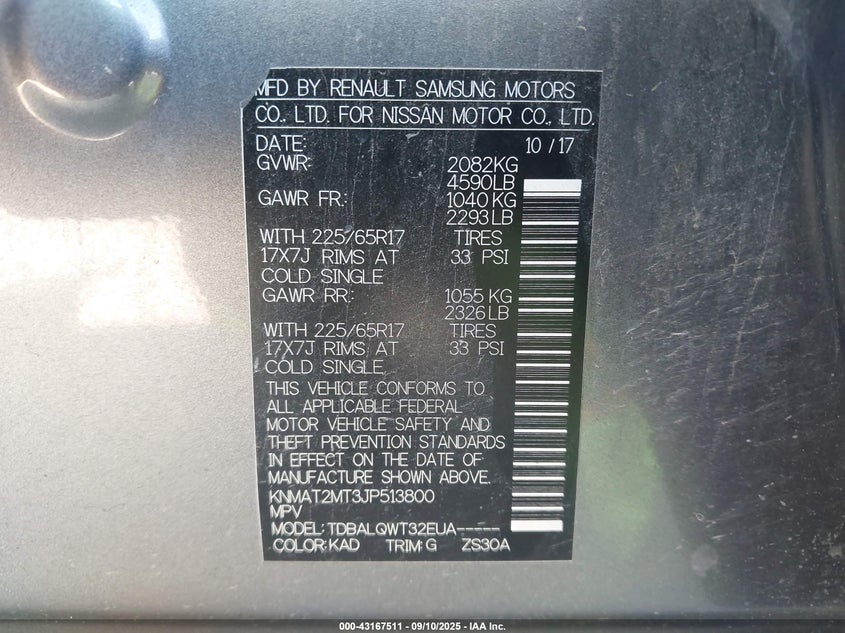 MFD BY RENAULT SAMSUNG MOTORS
CO., LTD. FOR NISSAN MOTOR CO., LTD.
DATE: 10 / 17
GVWR: 2082KG
4590LB
GAWR FR.: 1040 KG
2293 LB
WITH 225/65R17 TIRES
17X7J RIMS AT 33 PSI
COLD SINGLE
GAWR RR.: 1055 KG
2326 LB
WITH 225/65R17 TIRES
17X7J RIMS AT 33 PSI
COLD SINGLE
THIS VEHICLE CONFORMS TO
ALL APPLICABLE FEDERAL
MOTOR VEHICLE SAFETY AND
THEFT PREVENTION STANDARDS
IN EFFECT ON THE DATE OF
MANUFACTURE SHOWN ABOVE.
KNMAT2MT3JP513800
MPV
MODEL: TDBALQWT32EUA-----
COLOR: KAD TRIM: G ZS30A
000-43167511 - 09/10/2025 - IAA Inc.